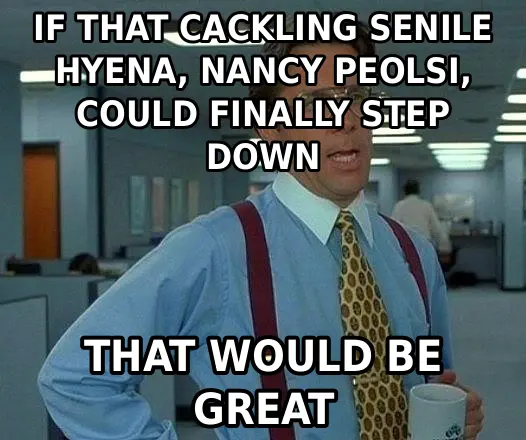 IF THAT CACKLING SENILE
HYENA, NANCY PEOLSI,
COULD FINALLY STEP
DOWN
THAT WOULD BE
GREAT